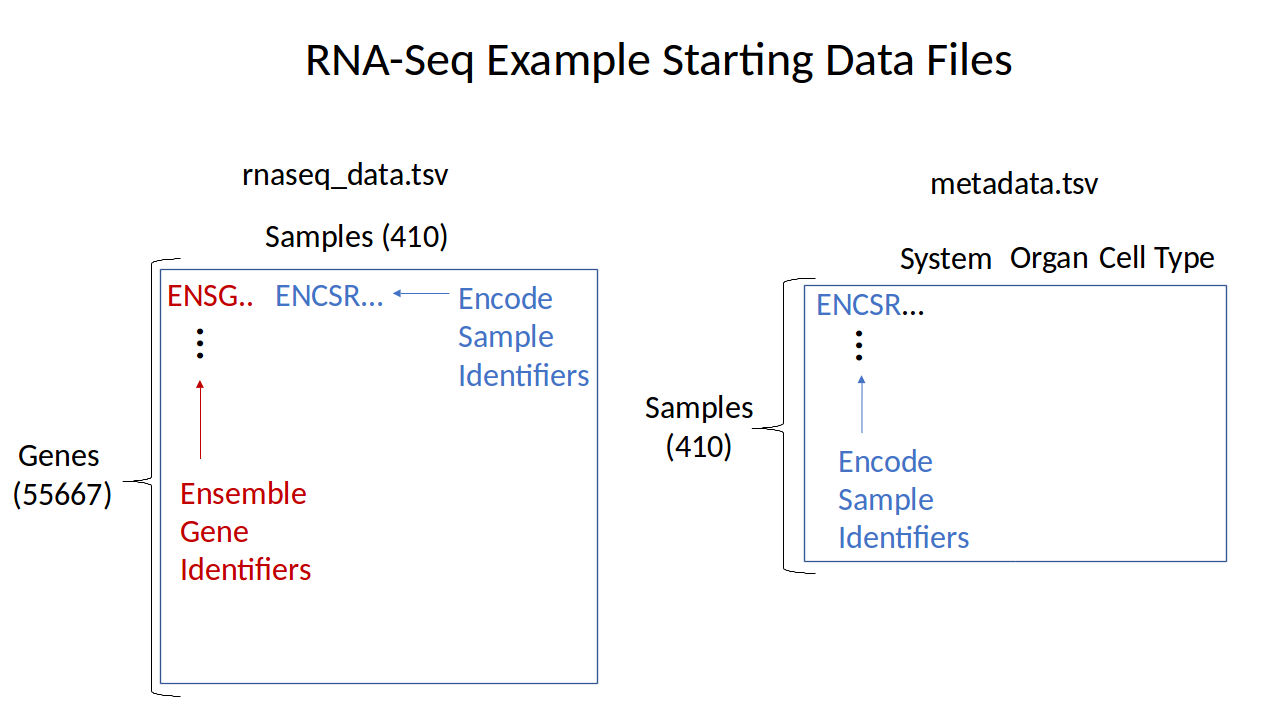 RNA-Seq Example Starting Data Files
rnaseq_data.tsv
Samples (410)
ENSG.. ENCSR...
Encode
Sample
Identifiers
Genes
(55667)
Ensemble
Gene
Identifiers
metadata.tsv
System Organ Cell Type
ENCSR...
Samples
(410)
Encode
Sample
Identifiers